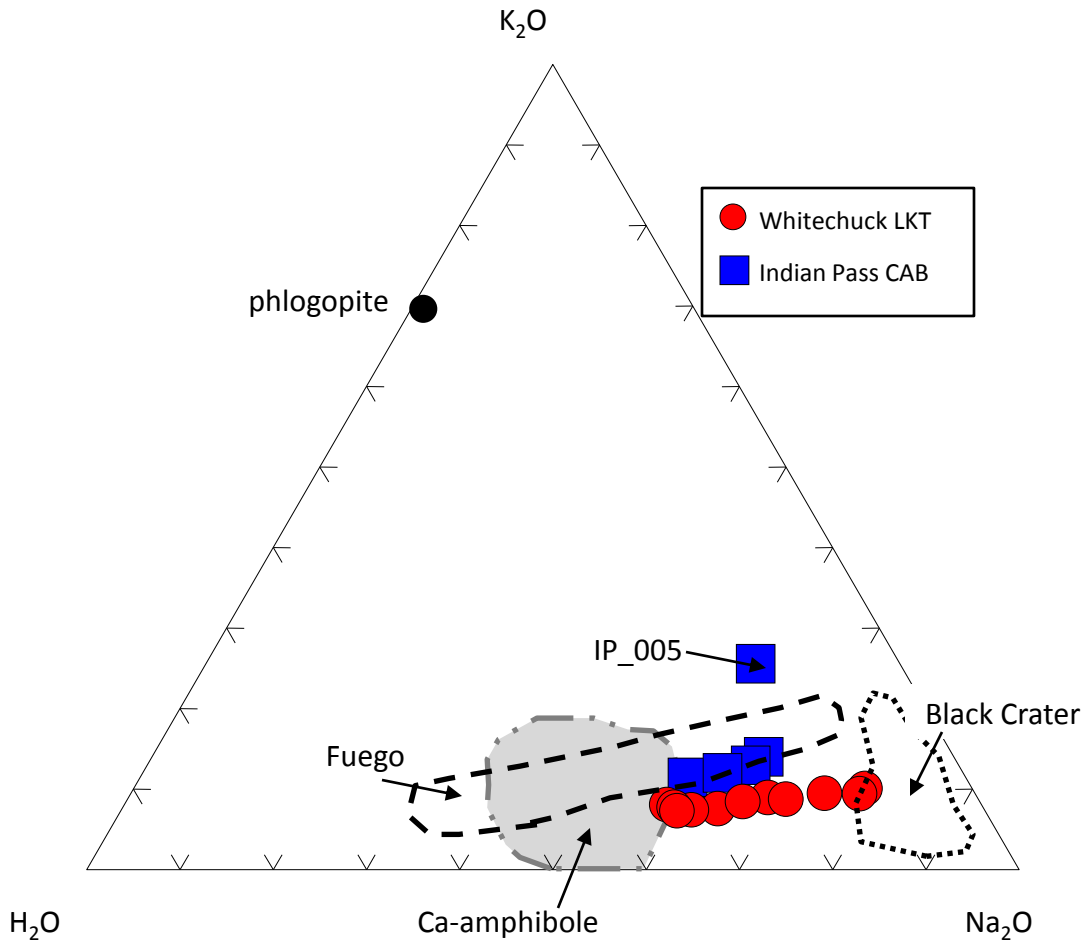 K₂O
Whitechuck LKT
Indian Pass CAB
phlogopite
IP_005
Black Crater
Fuego
H₂O
Ca-amphibole
Na₂O